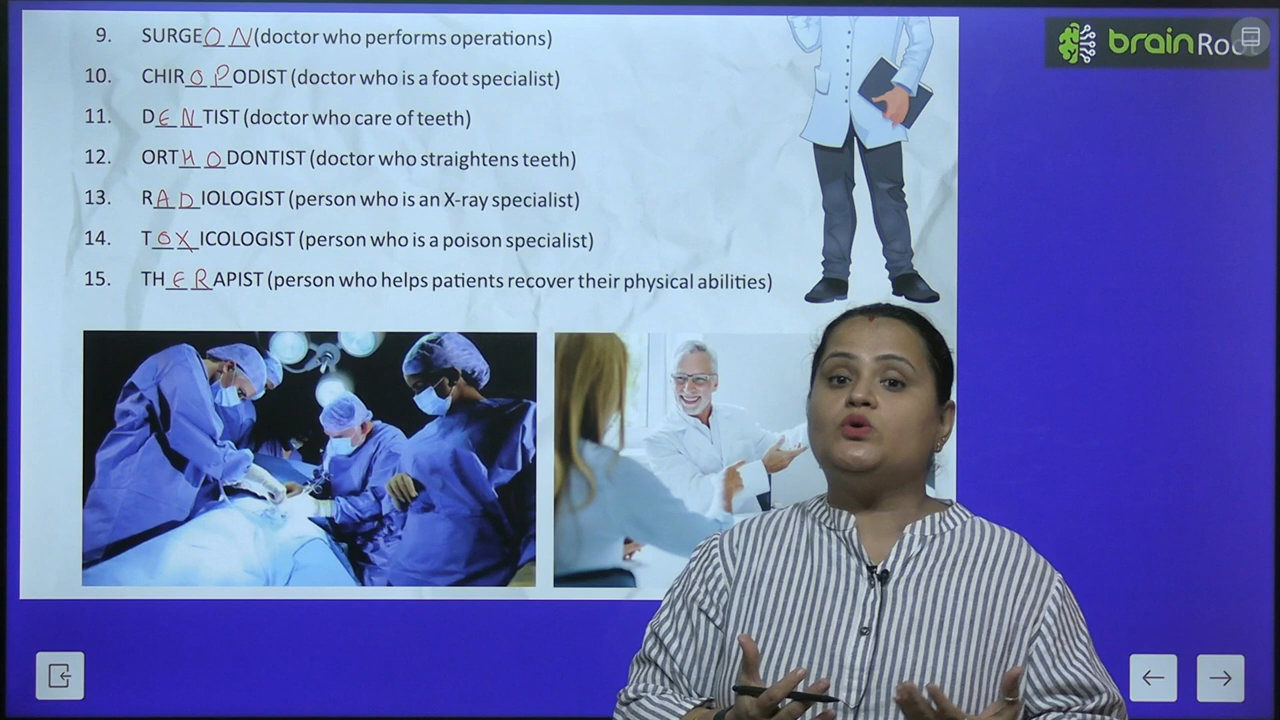 9. SURGEON (doctor who performs operations)
10. CHIROPODIST (doctor who is a foot specialist)
11. DENTIST (doctor who care of teeth)
12. ORTHODONTIST (doctor who straightens teeth)
13. RADIOLOGIST (person who is an X-ray specialist)
14. TOXICOLOGIST (person who is a poison specialist)
15. THERAPIST (person who helps patients recover their physical abilities)
brain